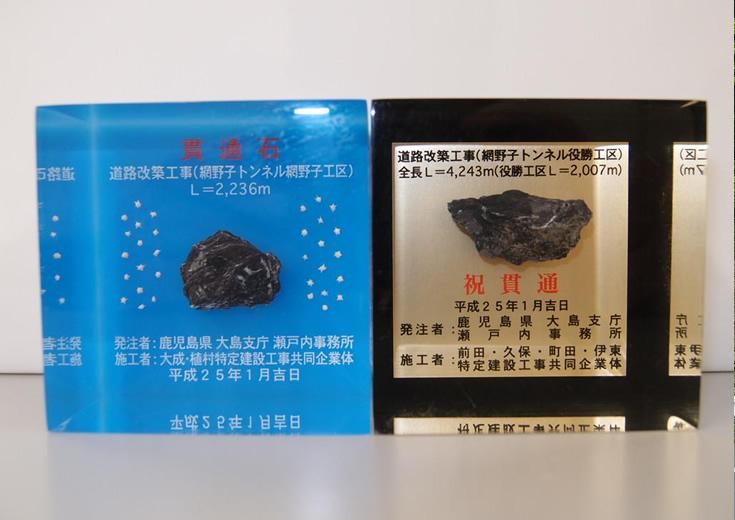 貫通石
道路改築工事(網野子トンネル網野子工区)
L=2,236m
発注者:鹿児島県 大島支庁 瀬戸内事務所
施工者:大成・植村特定建設工事共同企業体
平成25年1月吉日
道路改築工事(網野子トンネル役勝工区)
全長L=4,243m(役勝工区L=2,007m)
祝貫通
平成25年1月吉日
発注者:鹿児島県 大島支庁
瀬戸内事務所
施工者:前田・久保・町田・伊東
特定建設工事共同企業体